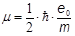 μ = 1/2 · ħ · e₀/m